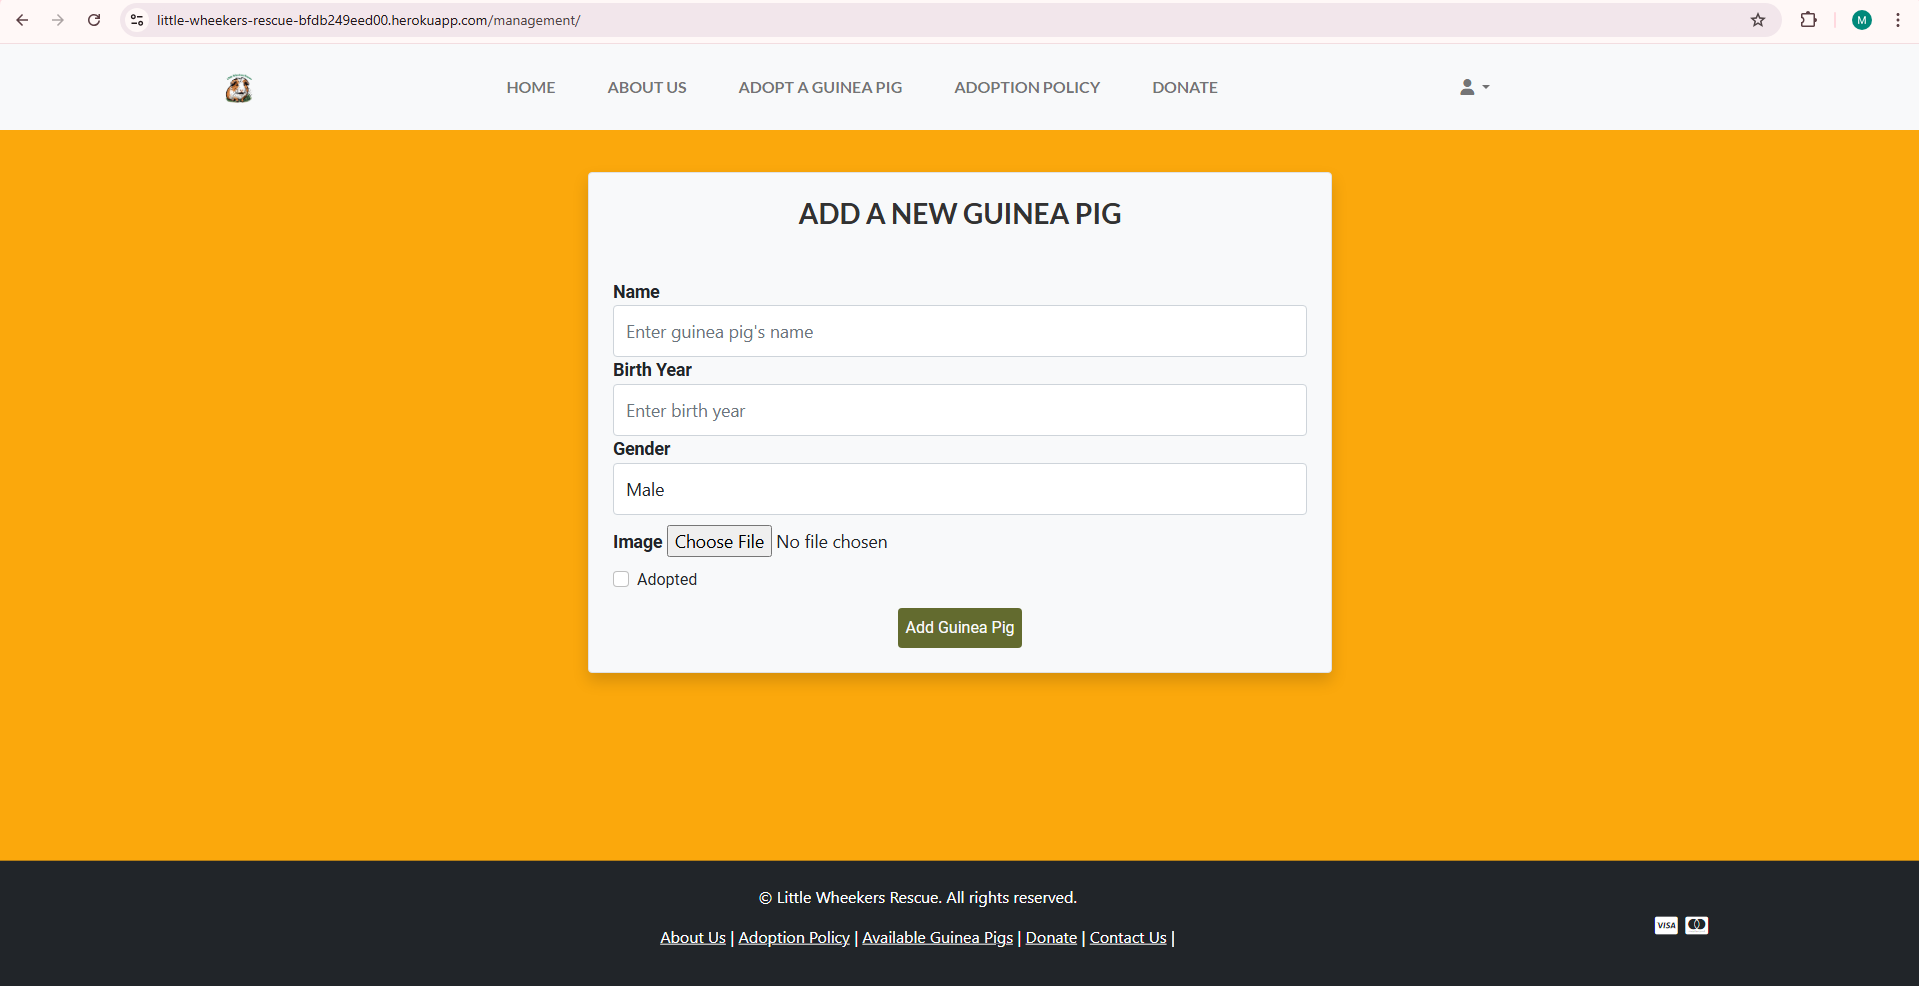 little-wheekers-rescue-bfdb249eed00.herokuapp.com/management/
M
HOME ABOUT US ADOPT A GUINEA PIG ADOPTION POLICY DONATE
ADD A NEW GUINEA PIG
Name
Enter guinea pig's name
Birth Year
Enter birth year
Gender
Male
Image Choose File No file chosen
Adopted
Add Guinea Pig
© Little Wheekers Rescue. All rights reserved.
About Us | Adoption Policy | Available Guinea Pigs | Donate | Contact Us |
VISA